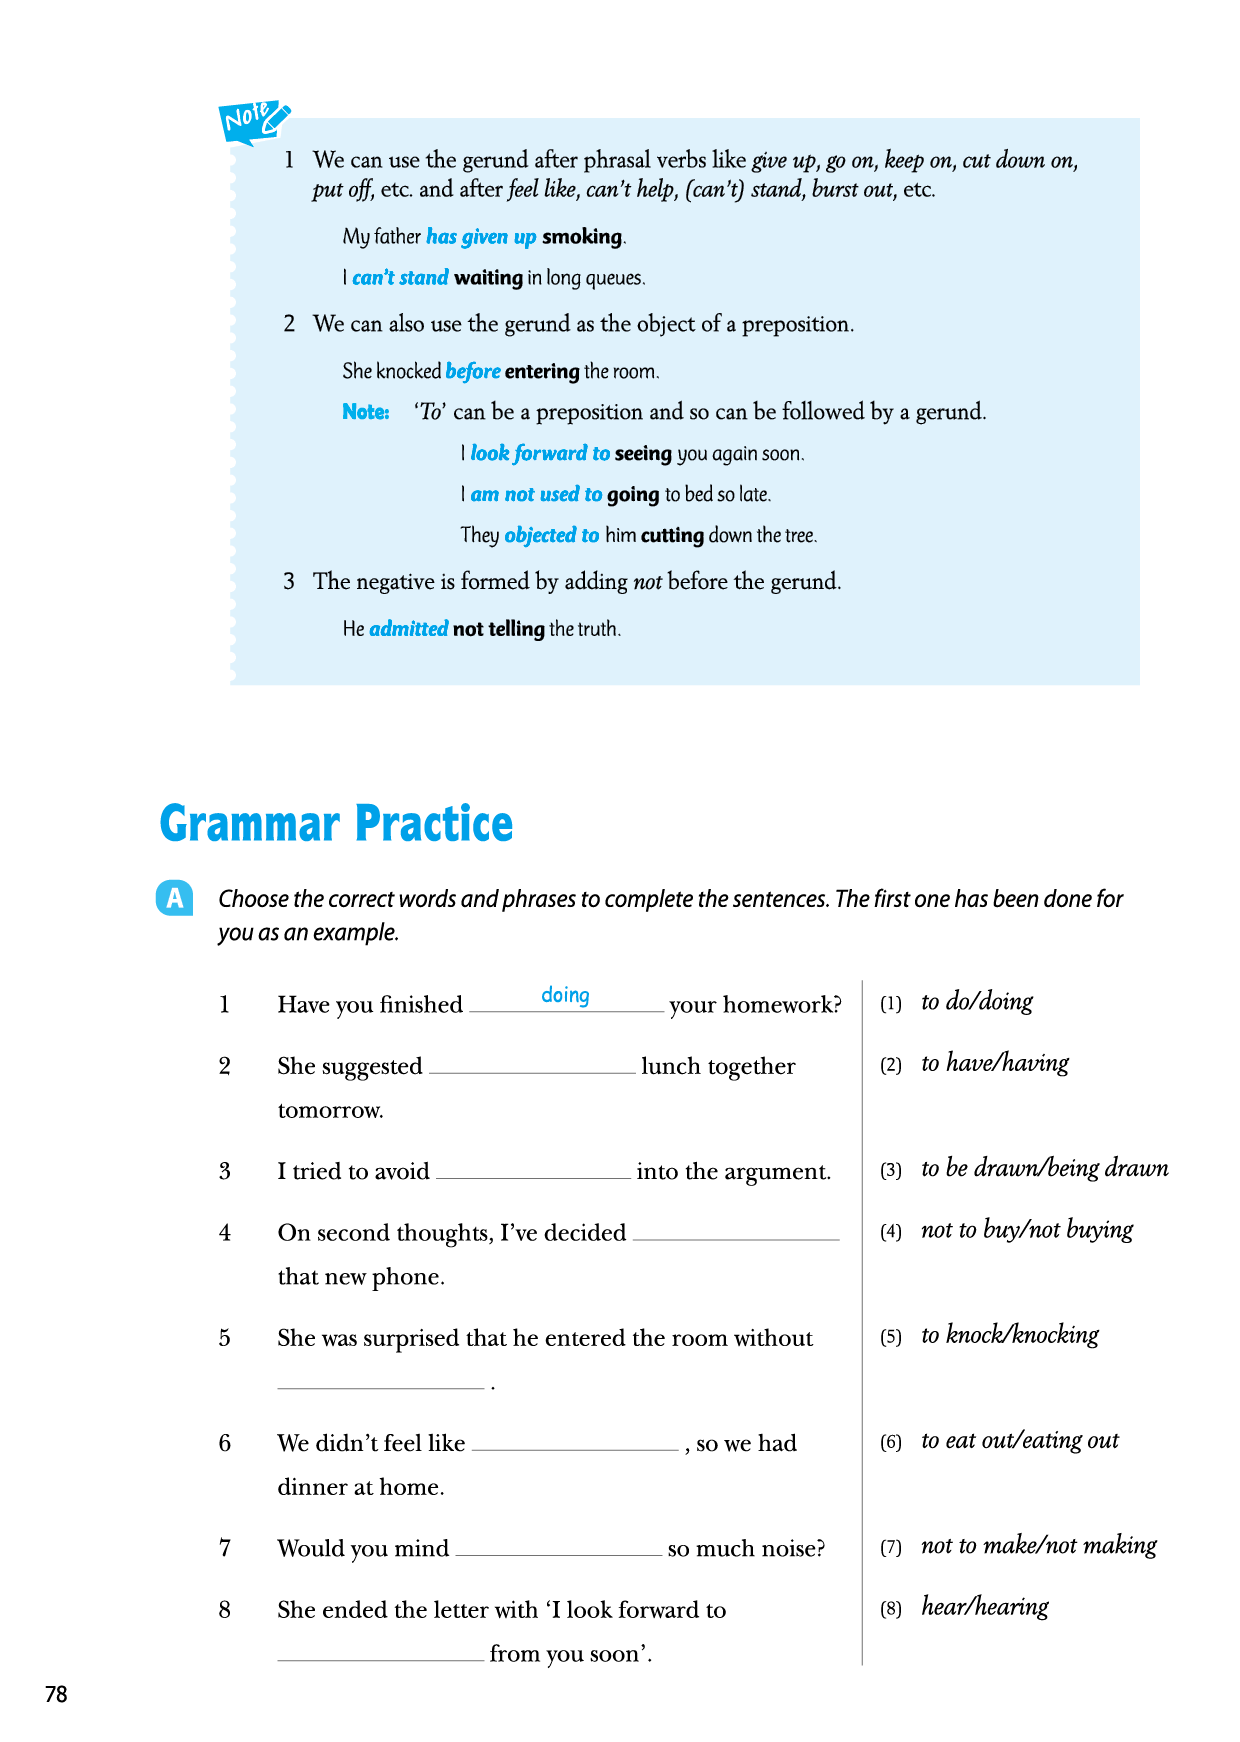 Note
1 We can use the gerund after phrasal verbs like give up, go on, keep on, cut down on,
put off, etc. and after feel like, can’t help, (can’t) stand, burst out, etc.
My father has given up smoking.
I can’t stand waiting in long queues.
2 We can also use the gerund as the object of a preposition.
She knocked before entering the room.
Note: ‘To’ can be a preposition and so can be followed by a gerund.
I look forward to seeing you again soon.
I am not used to going to bed so late.
They objected to him cutting down the tree.
3 The negative is formed by adding not before the gerund.
He admitted not telling the truth.
Grammar Practice
A Choose the correct words and phrases to complete the sentences. The first one has been done for
you as an example.
1 Have you finished doing your homework? (1) to do/doing
2 She suggested ____ lunch together (2) to have/having
tomorrow.
3 I tried to avoid ____ into the argument. (3) to be drawn/being drawn
4 On second thoughts, I’ve decided ____ (4) not to buy/not buying
that new phone.
5 She was surprised that he entered the room without (5) to knock/knocking
____ .
6 We didn’t feel like ____ , so we had (6) to eat out/eating out
dinner at home.
7 Would you mind ____ so much noise? (7) not to make/not making
8 She ended the letter with ‘I look forward to (8) hear/hearing
____ from you soon’.
78